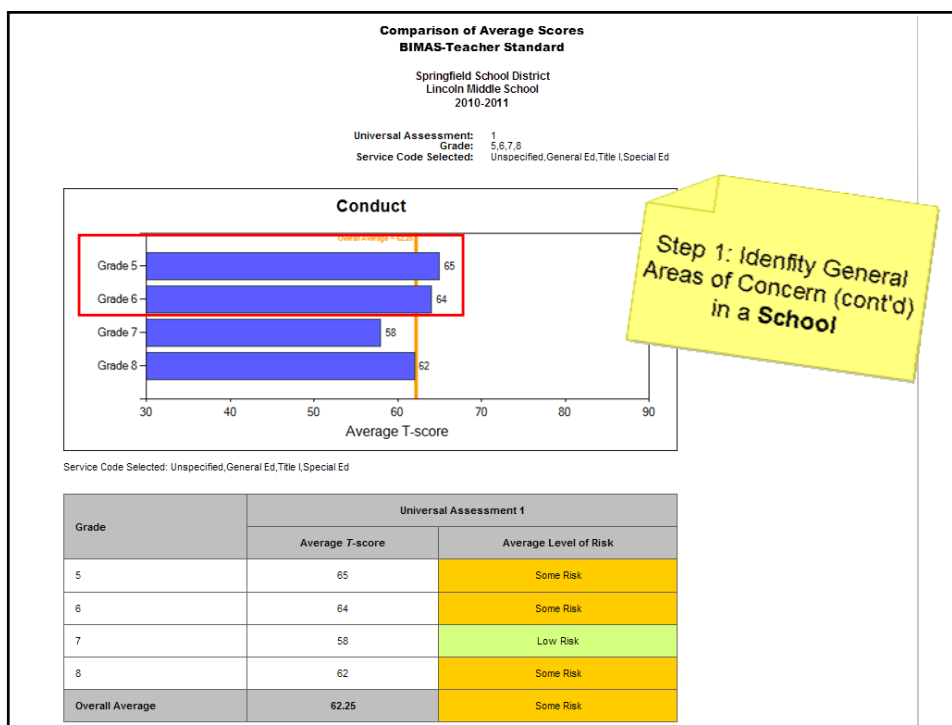 Comparison of Average Scores
BIMAS-Teacher Standard
Springfield School District
Lincoln Middle School
2010-2011
Universal Assessment: 1
Grade: 5,6,7,8
Service Code Selected: Unspecified,General Ed,Title I,Special Ed
Conduct
Overall Average = 62.25
Grade 5 65
Grade 6 64
Grade 7 58
Grade 8 62
30 40 50 60 70 80 90
Average T-score
Step 1: Idenfity General
Areas of Concern (cont'd)
in a School
Service Code Selected: Unspecified,General Ed,Title I,Special Ed
Grade Universal Assessment 1
Average T-score Average Level of Risk
5 65 Some Risk
6 64 Some Risk
7 58 Low Risk
8 62 Some Risk
Overall Average 62.25 Some Risk